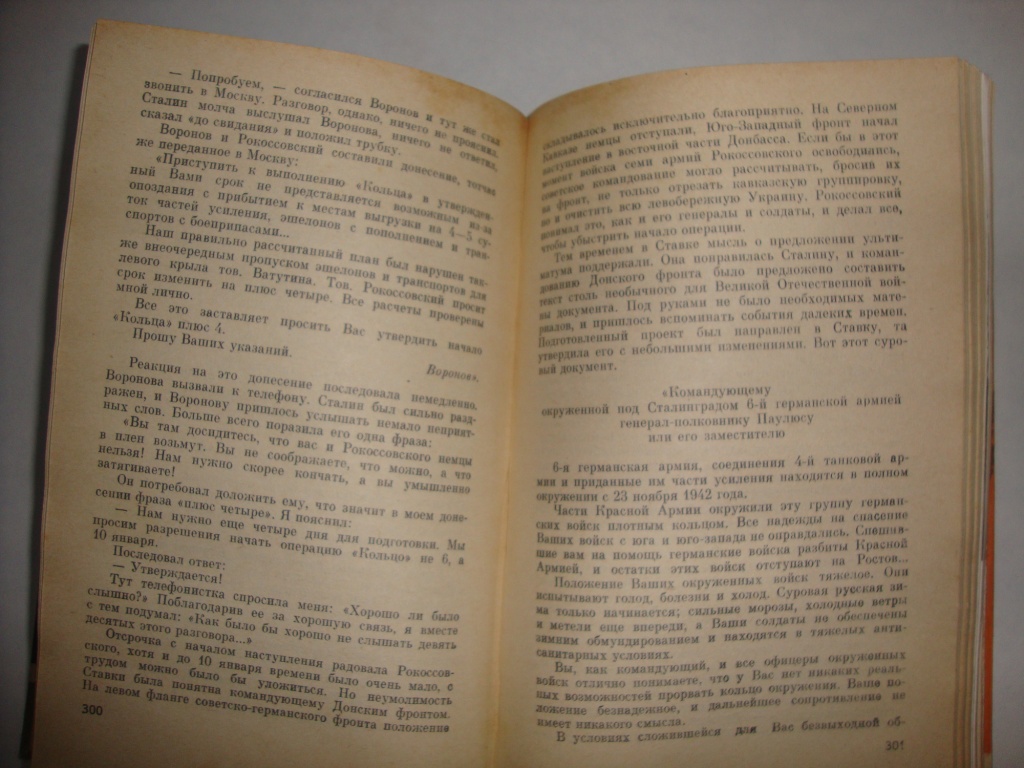 — Попробуем, — согласился Воронов и тут же стал
звонить в Москву. Разговор, однако, ничего не прояснил.
Сталин молча выслушал Воронова, ничего не ответил,
сказал «до свидания» и положил трубку.
Воронов и Рокоссовский составили донесение, тотчас
же переданное в Москву:
«Приступить к выполнению «Кольца» в утвержден-
ный Вами срок не представляется возможным из-за
опоздания с прибытием к местам выгрузки на 4—5 су-
ток частей усиления, эшелонов с пополнением и тран-
спортов с боеприпасами...
Наш правильно рассчитанный план был нарушен так-
же внеочередным пропуском эшелонов и транспортов для
левого крыла тов. Ватутина. Тов. Рокоссовский просит
срок изменить на плюс четыре. Все расчеты проверены
мной лично.
Все это заставляет просить Вас утвердить начало
«Кольца» плюс 4.
Прошу Ваших указаний.
Воронов».
Реакция на это донесение последовала немедленно.
Воронова вызвали к телефону. Сталин был сильно разд-
ражен, и Воронову пришлось услышать немало неприят-
ных слов. Больше всего поразила его одна фраза:
«Вы там досидитесь, что вас и Рокоссовского немцы
в плен возьмут. Вы не соображаете, что можно, а что
нельзя! Нам нужно скорее кончать, а вы умышленно
затягиваете!
Он потребовал доложить ему, что значит в моем доне-
сении фраза «плюс четыре». Я пояснил:
— Нам нужно еще четыре дня для подготовки. Мы
просим разрешения начать операцию «Кольцо» не 6, а
10 января.
Последовал ответ:
— Утверждается!
Тут телефонистка спросила меня: «Хорошо ли было
слышно?» Поблагодарив ее за хорошую связь, я вместе
с тем подумал: «Как было бы хорошо не слышать девять
десятых этого разговора...»
Отсрочка с началом наступления радовала Рокоссов-
ского, хотя и до 10 января времени было очень мало, с
трудом можно было бы уложиться. Но неумолимость
Ставки была понятна командующему Донским фронтом.
На левом фланге советско-германского фронта положение
300
складывалось исключительно благоприятно. На Северном
Кавказе немцы отступали, Юго-Западный фронт начал
наступление в восточной части Донбасса. Если бы в этот
момент войска семи армий Рокоссовского освободились,
советское командование могло рассчитывать, бросив их
на фронт, не только отрезать кавказскую группировку,
но и очистить всю левобережную Украину. Рокоссовский
понимал это, как и его генералы и солдаты, и делал все,
чтобы убыстрить начало операции.
Тем временем в Ставке мысль о предложении ульти-
матума поддержали. Она понравилась Сталину, и коман-
дованию Донского фронта было предложено составить
текст столь необычного для Великой Отечественной вой-
ны документа. Под руками не было необходимых мате-
риалов, и пришлось вспоминать события далеких времен.
Подготовленный проект был направлен в Ставку, та
утвердила его с небольшими изменениями. Вот этот суро-
вый документ.
«Командующему
окруженной под Сталинградом 6-й германской армией
генерал-полковнику Паулюсу
или его заместителю
6-я германская армия, соединения 4-й танковой ар-
мии и приданные им части усиления находятся в полном
окружении с 23 ноября 1942 года.
Части Красной Армии окружили эту группу герман-
ских войск плотным кольцом. Все надежды на спасение
Ваших войск с юга и юго-запада не оправдались. Спешив-
шие вам на помощь германские войска разбиты Красной
Армией, и остатки этих войск отступают на Ростов...
Положение Ваших окруженных войск тяжелое. Они
испытывают голод, болезни и холод. Суровая русская зи-
ма только начинается; сильные морозы, холодные ветры
и метели еще впереди, а Ваши солдаты не обеспечены
зимним обмундированием и находятся в тяжелых анти-
санитарных условиях.
Вы, как командующий, и все офицеры окруженных
войск отлично понимаете, что у Вас нет никаких реаль-
ных возможностей прорвать кольцо окружения. Ваше по-
ложение безнадежное, и дальнейшее сопротивление не
имеет никакого смысла.
В условиях сложившейся для Вас безвыходной об-
301